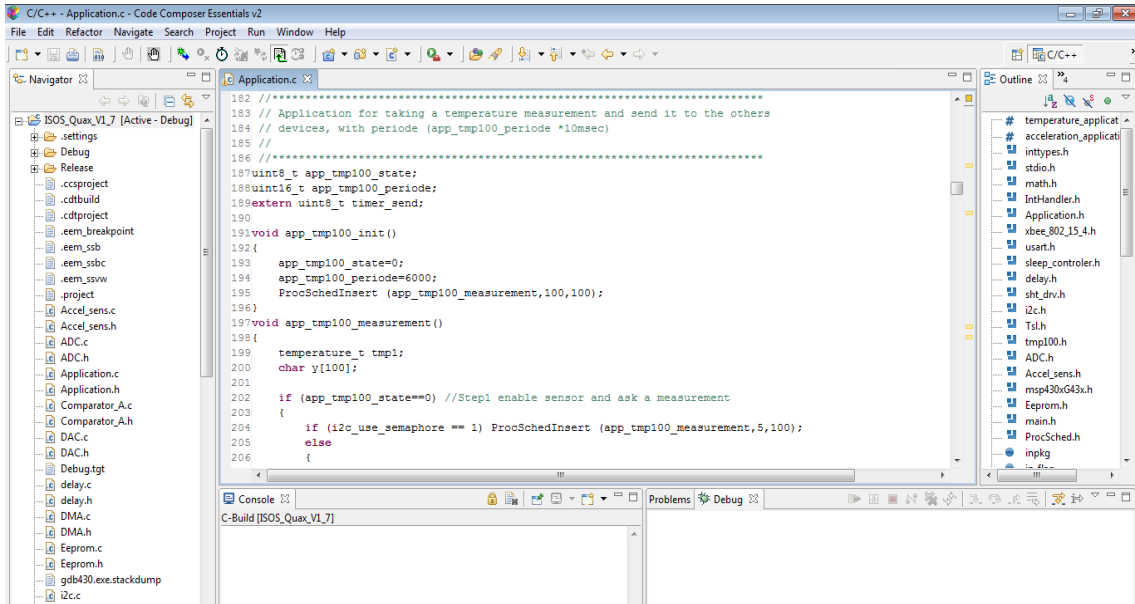 C/C++ - Application.c - Code Composer Essentials v2
File Edit Refactor Navigate Search Project Run Window Help
C/C++
Navigator
ISOS_Quax_V1_7 [Active - Debug]
.settings
Debug
Release
.ccsproject
.cdtbuild
.cdtproject
.eem_breakpoint
.eem_ssb
.eem_ssbc
.eem_ssvw
.project
Accel_sens.c
Accel_sens.h
ADC.c
ADC.h
Application.c
Application.h
Comparator_A.c
Comparator_A.h
DAC.c
DAC.h
Debug.tgt
delay.c
delay.h
DMA.c
DMA.h
Eeprom.c
Eeprom.h
gdb430.exe.stackdump
i2c.c
Application.c
182 //*************************************************************************
183 // Application for taking a temperature measurement and send it to the others
184 // devices, with periode (app_tmp100_periode *10msec)
185 //
186 //*************************************************************************
187uint8_t app_tmp100_state;
188uint16_t app_tmp100_periode;
189extern uint8_t timer_send;
190
191void app_tmp100_init()
192{
193     app_tmp100_state=0;
194     app_tmp100_periode=6000;
195     ProcSchedInsert (app_tmp100_measurement,100,100);
196}
197void app_tmp100_measurement()
198{
199     temperature_t tmp1;
200     char y[100];
201
202     if (app_tmp100_state==0) //Step1 enable sensor and ask a measurement
203     {
204         if (i2c_use_semaphore == 1) ProcSchedInsert (app_tmp100_measurement,5,100);
205         else
206         {
Outline
4
temperature_applicat
acceleration_applicati
inttypes.h
stdio.h
math.h
IntHandler.h
Application.h
xbee_802_15_4.h
usart.h
sleep_controler.h
delay.h
sht_drv.h
i2c.h
Tsl.h
tmp100.h
ADC.h
Accel_sens.h
msp430xG43x.h
Eeprom.h
main.h
ProcSched.h
inpkg
Console
C-Build [ISOS_Quax_V1_7]
Problems Debug